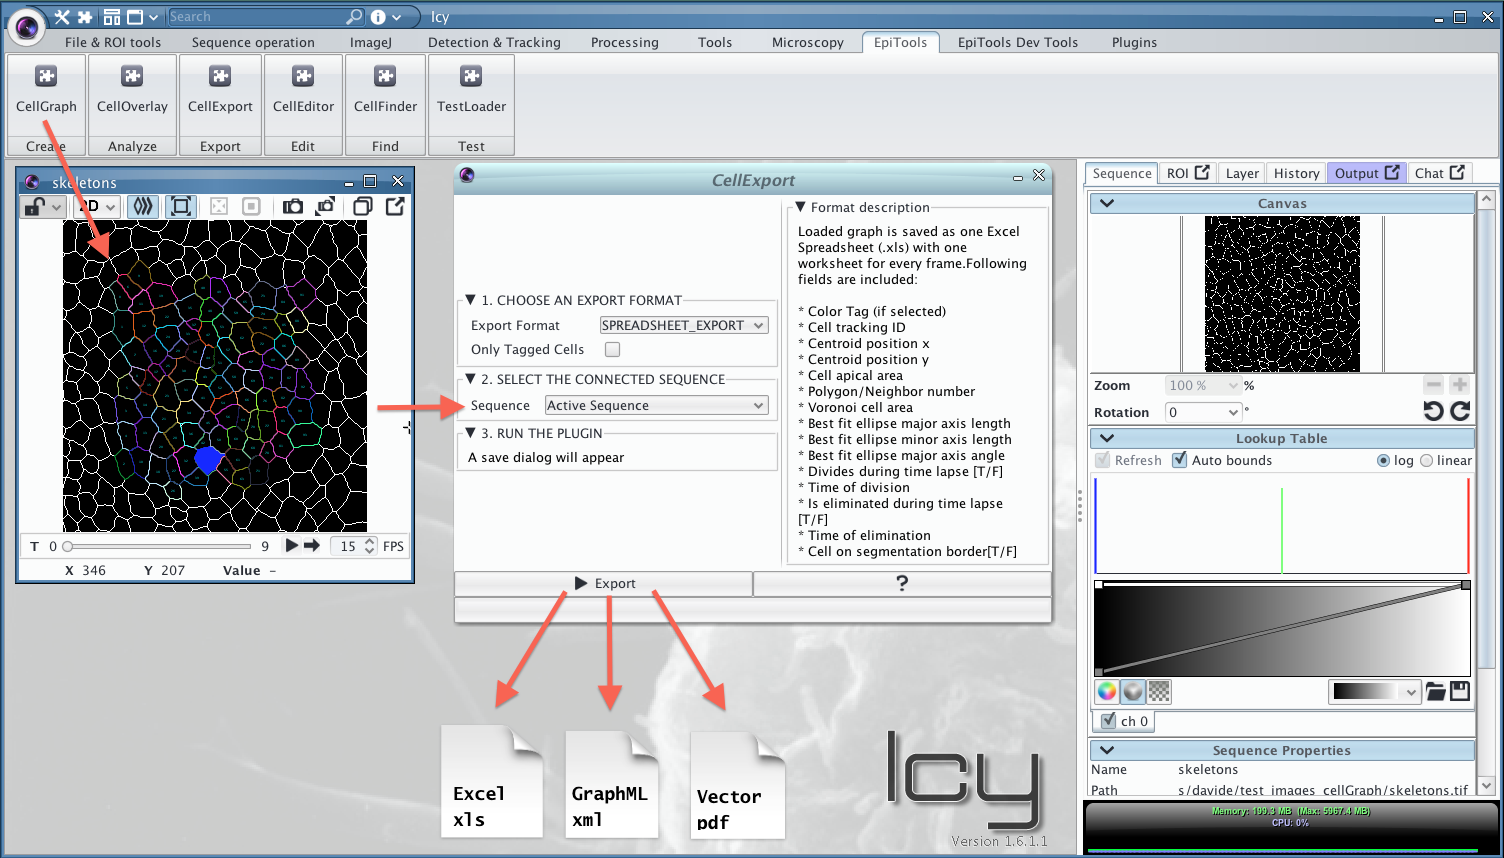 Search
Icy
File & ROI tools
Sequence operation
ImageJ
Detection & Tracking
Processing
Tools
Microscopy
EpiTools
EpiTools Dev Tools
Plugins
CellGraph
CellOverlay
CellExport
CellEditor
CellFinder
TestLoader
Create
Analyze
Export
Edit
Find
Test
skeletons
2D
T 0
9
15 FPS
X 346 Y 207 Value -
CellExport
1. CHOOSE AN EXPORT FORMAT
Export Format SPREADSHEET_EXPORT
Only Tagged Cells
2. SELECT THE CONNECTED SEQUENCE
Sequence Active Sequence
3. RUN THE PLUGIN
A save dialog will appear
Format description
Loaded graph is saved as one Excel
Spreadsheet (.xls) with one
worksheet for every frame.Following
fields are included:
* Color Tag (if selected)
* Cell tracking ID
* Centroid position x
* Centroid position y
* Cell apical area
* Polygon/Neighbor number
* Voronoi cell area
* Best fit ellipse major axis length
* Best fit ellipse minor axis length
* Best fit ellipse major axis angle
* Divides during time lapse [T/F]
* Time of division
* Is eliminated during time lapse
[T/F]
* Time of elimination
* Cell on segmentation border[T/F]
Export
?
Excel
xls
GraphML
xml
Vector
pdf
Icy
Version 1.6.1.1
Sequence
ROI
Layer
History
Output
Chat
Canvas
Zoom 100 % %
Rotation 0 °
Lookup Table
Refresh
Auto bounds
log
linear
ch 0
Sequence Properties
Name skeletons
Path s/davide/test_images_cellGraph/skeletons.tif
Memory: 199.3 MB (Max: 5967.4 MB)
CPU: 0%